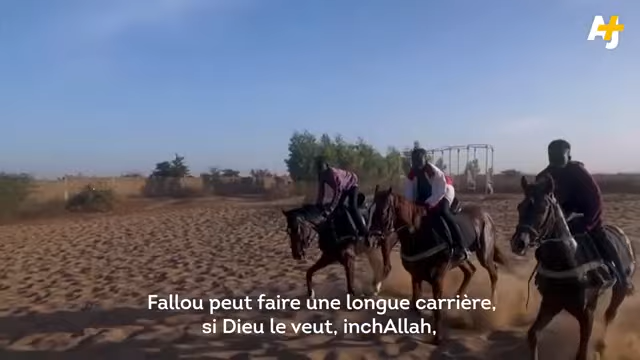 AJ+
Fallou peut faire une longue carrière,
si Dieu le veut, inchAllah,